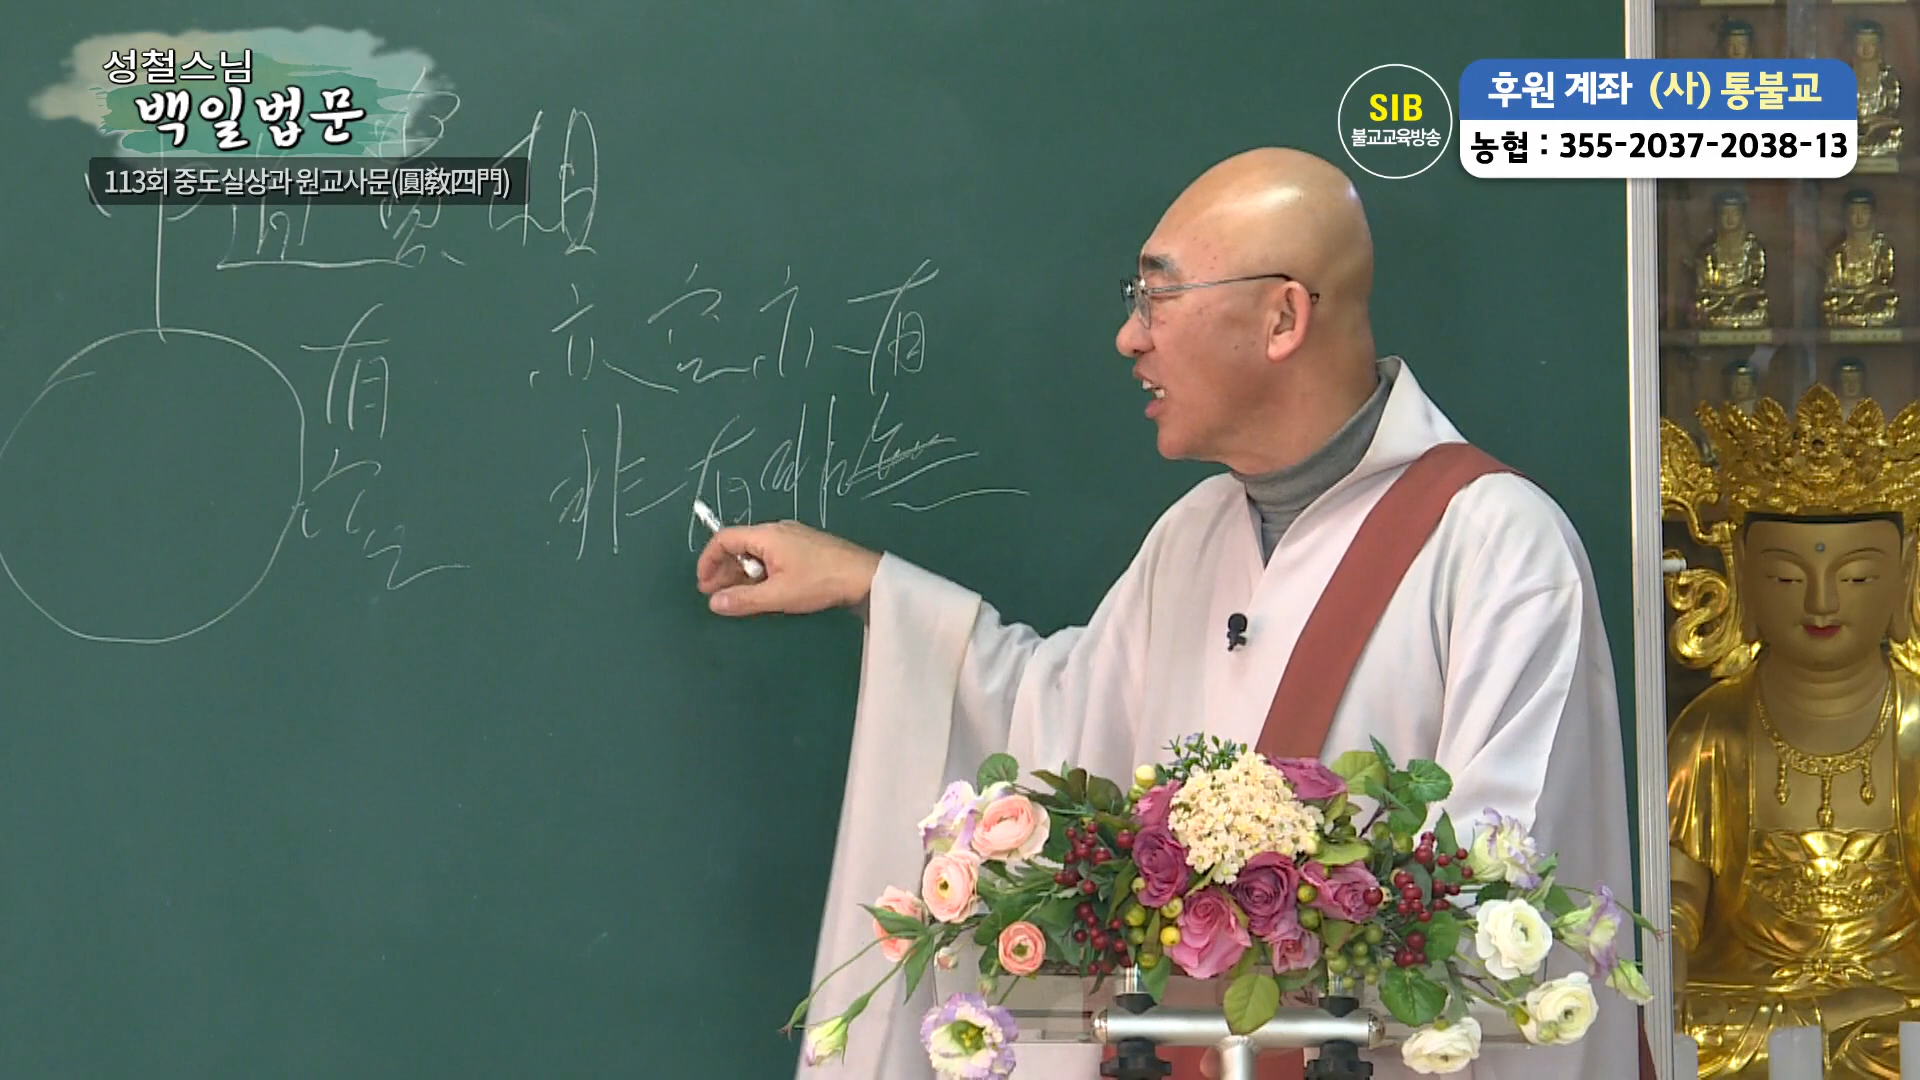 성철스님
백일법문
113회 중도실상과 원교사문(圓敎四門)
SIB
불교교육방송
후원 계좌 (사) 통불교
농협 : 355-2037-2038-13
中道實相
有
空
亦空亦有
非有非空